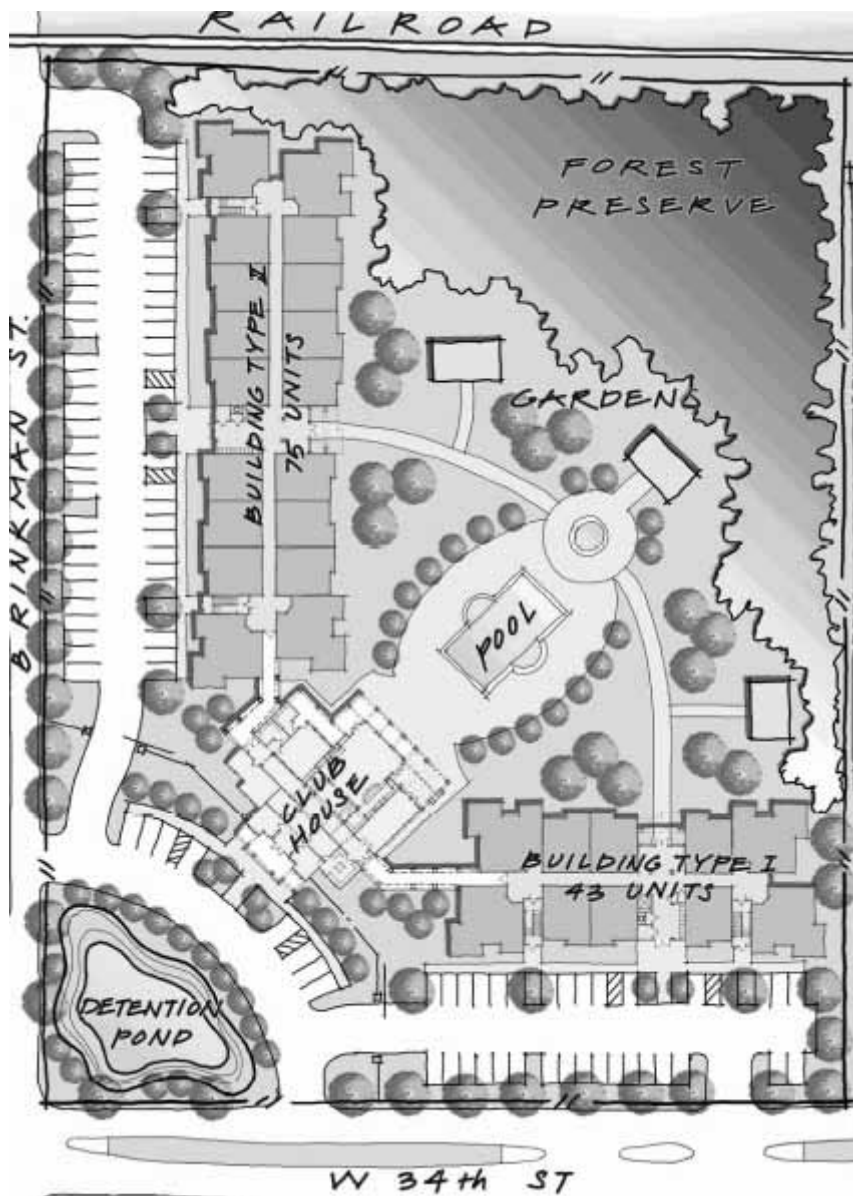 RAILROAD
FOREST
PRESERVE
BRINKMAN ST.
BUILDING TYPE II
75 UNITS
GARDENS
POOL
CLUB
HOUSE
BUILDING TYPE I
43 UNITS
DETENTION
POND
W 34th ST